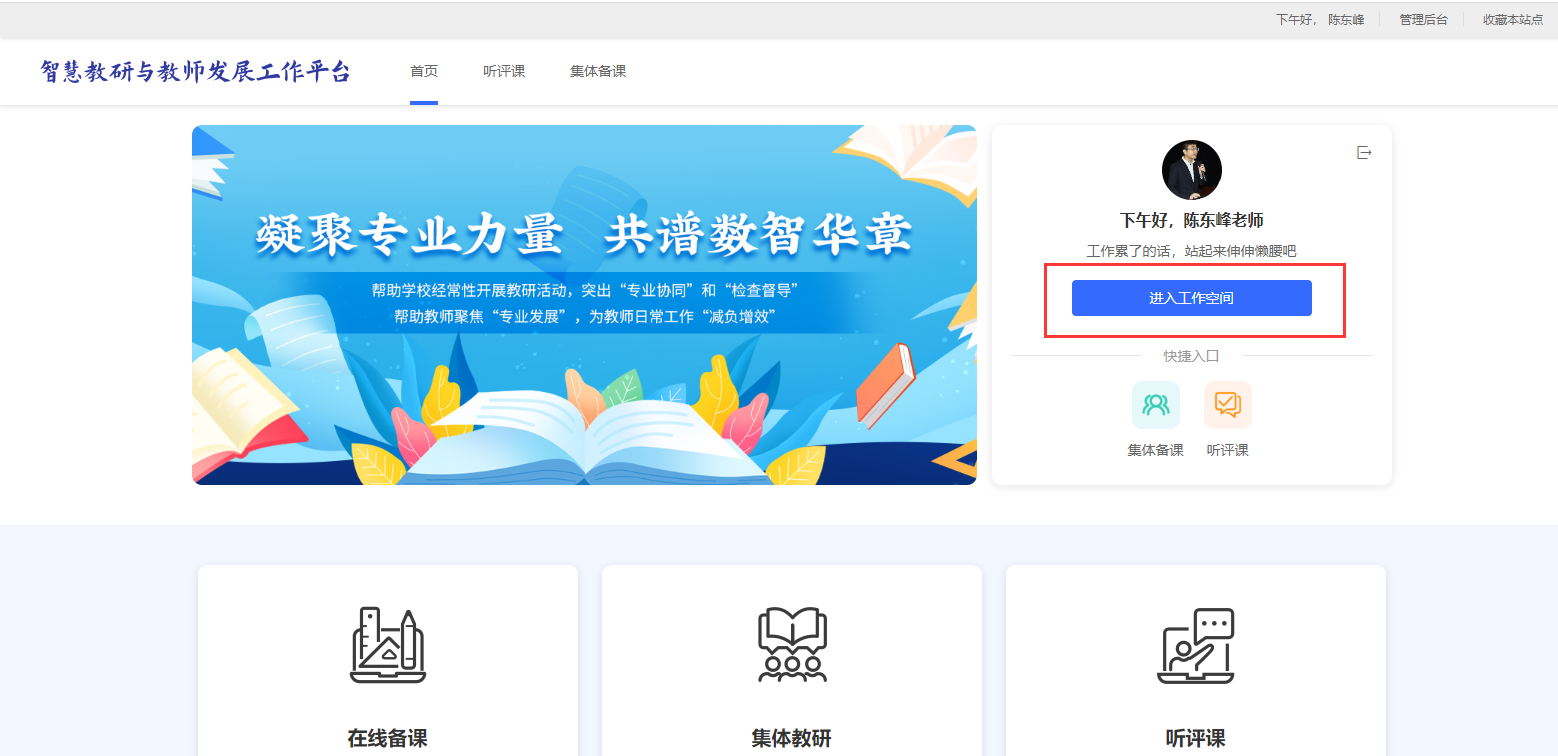 下午好， 陈东峰 管理后台 收藏本站点
智慧教研与教师发展工作平台 首页 听评课 集体备课
凝聚专业力量 共谱数智华章
帮助学校经常性开展教研活动，突出“专业协同”和“检查督导”
帮助教师聚焦“专业发展”，为教师日常工作“减负增效”
下午好，陈东峰老师
工作累了的话，站起来伸伸懒腰吧
进入工作空间
快捷入口
集体备课 听评课
在线备课 集体教研 听评课